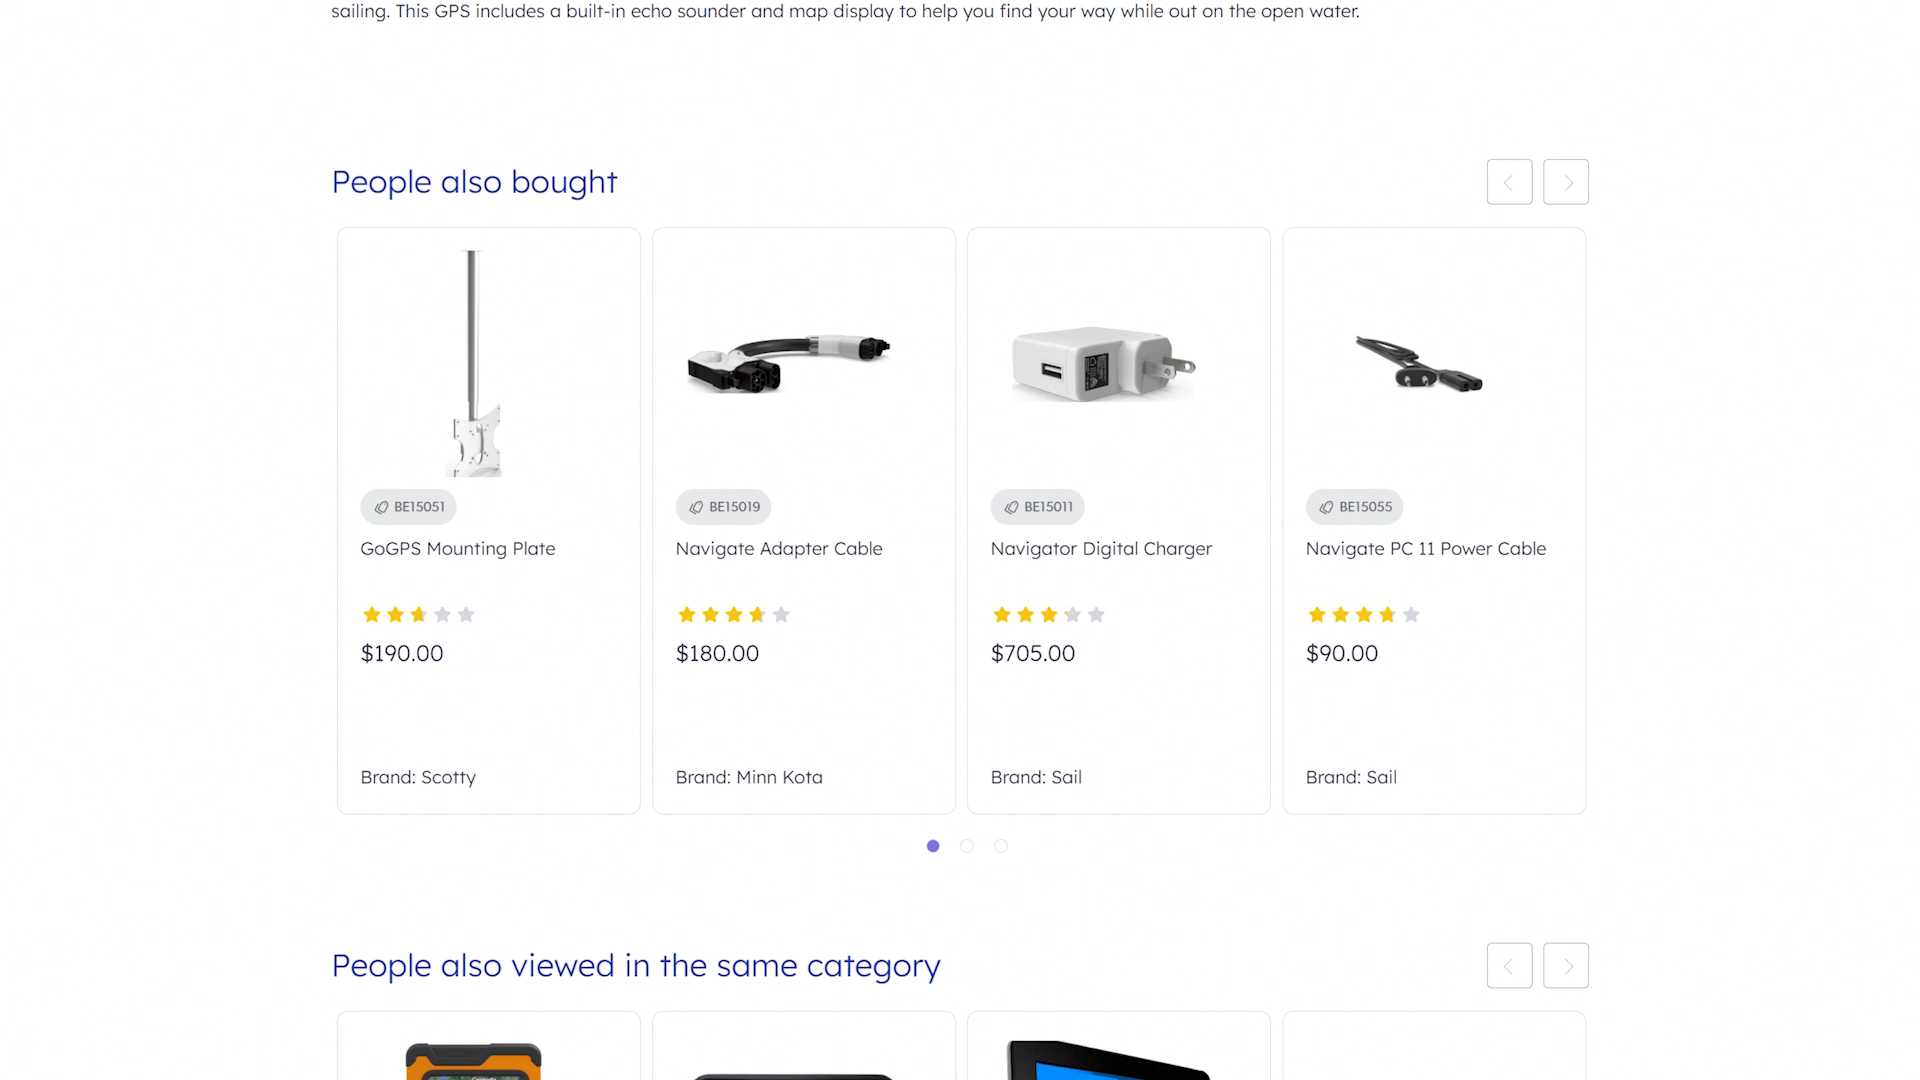 sailing. This GPS includes a built-in echo sounder and map display to help you find your way while out on the open water.
People also bought
BE15051
GoGPS Mounting Plate
$190.00
Brand: Scotty
BE15019
Navigate Adapter Cable
$180.00
Brand: Minn Kota
BE15011
Navigator Digital Charger
$705.00
Brand: Sail
BE15055
Navigate PC 11 Power Cable
$90.00
Brand: Sail
People also viewed in the same category